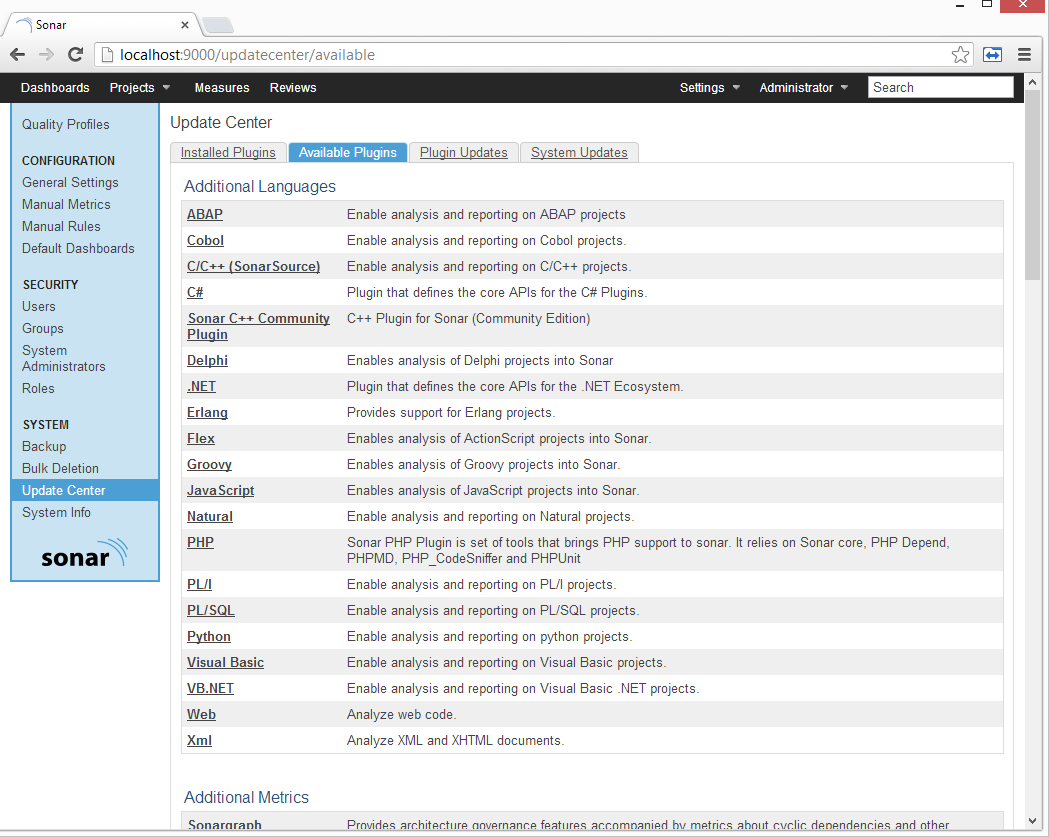 Sonar
localhost:9000/updatecenter/available
Dashboards Projects Measures Reviews Settings Administrator Search
Quality Profiles
CONFIGURATION
General Settings
Manual Metrics
Manual Rules
Default Dashboards
SECURITY
Users
Groups
System
Administrators
Roles
SYSTEM
Backup
Bulk Deletion
Update Center
System Info
sonar
Update Center
Installed Plugins Available Plugins Plugin Updates System Updates
Additional Languages
ABAP Enable analysis and reporting on ABAP projects
Cobol Enable analysis and reporting on Cobol projects.
C/C++ (SonarSource) Enable analysis and reporting on C/C++ projects.
C# Plugin that defines the core APIs for the C# Plugins.
Sonar C++ Community C++ Plugin for Sonar (Community Edition)
Plugin
Delphi Enables analysis of Delphi projects into Sonar
.NET Plugin that defines the core APIs for the .NET Ecosystem.
Erlang Provides support for Erlang projects.
Flex Enables analysis of ActionScript projects into Sonar.
Groovy Enables analysis of Groovy projects into Sonar.
JavaScript Enables analysis of JavaScript projects into Sonar.
Natural Enable analysis and reporting on Natural projects.
PHP Sonar PHP Plugin is set of tools that brings PHP support to sonar. It relies on Sonar core, PHP Depend,
PHPMD, PHP_CodeSniffer and PHPUnit
PL/I Enable analysis and reporting on PL/I projects.
PL/SQL Enable analysis and reporting on PL/SQL projects.
Python Enable analysis and reporting on python projects.
Visual Basic Enable analysis and reporting on Visual Basic projects.
VB.NET Enable analysis and reporting on Visual Basic .NET projects.
Web Analyze web code.
Xml Analyze XML and XHTML documents.
Additional Metrics
Sonargraph Provides architecture governance features accompanied by metrics about cyclic dependencies and other